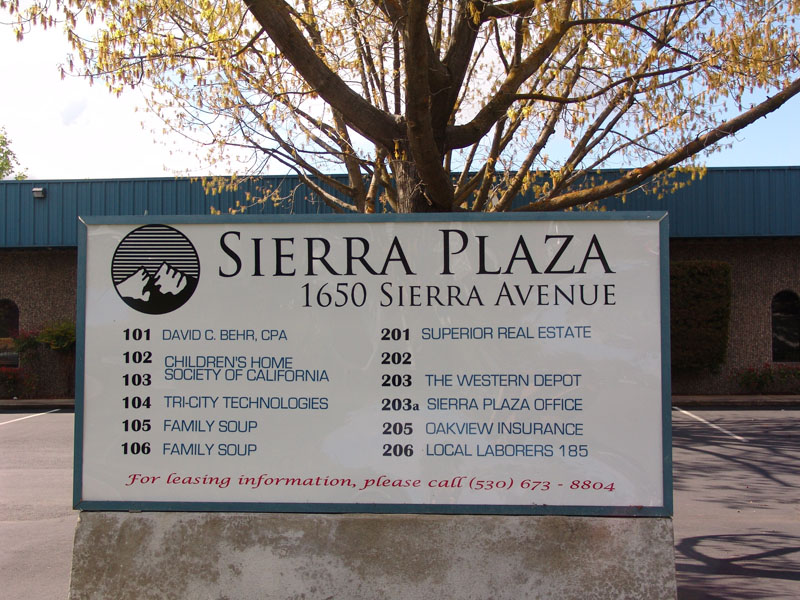 SIERRA PLAZA
1650 SIERRA AVENUE
101 DAVID C. BEHR, CPA
102 CHILDREN'S HOME
103 SOCIETY OF CALIFORNIA
104 TRI-CITY TECHNOLOGIES
105 FAMILY SOUP
106 FAMILY SOUP
201 SUPERIOR REAL ESTATE
202
203 THE WESTERN DEPOT
203a SIERRA PLAZA OFFICE
205 OAKVIEW INSURANCE
206 LOCAL LABORERS 185
For leasing information, please call (530) 673 - 8804